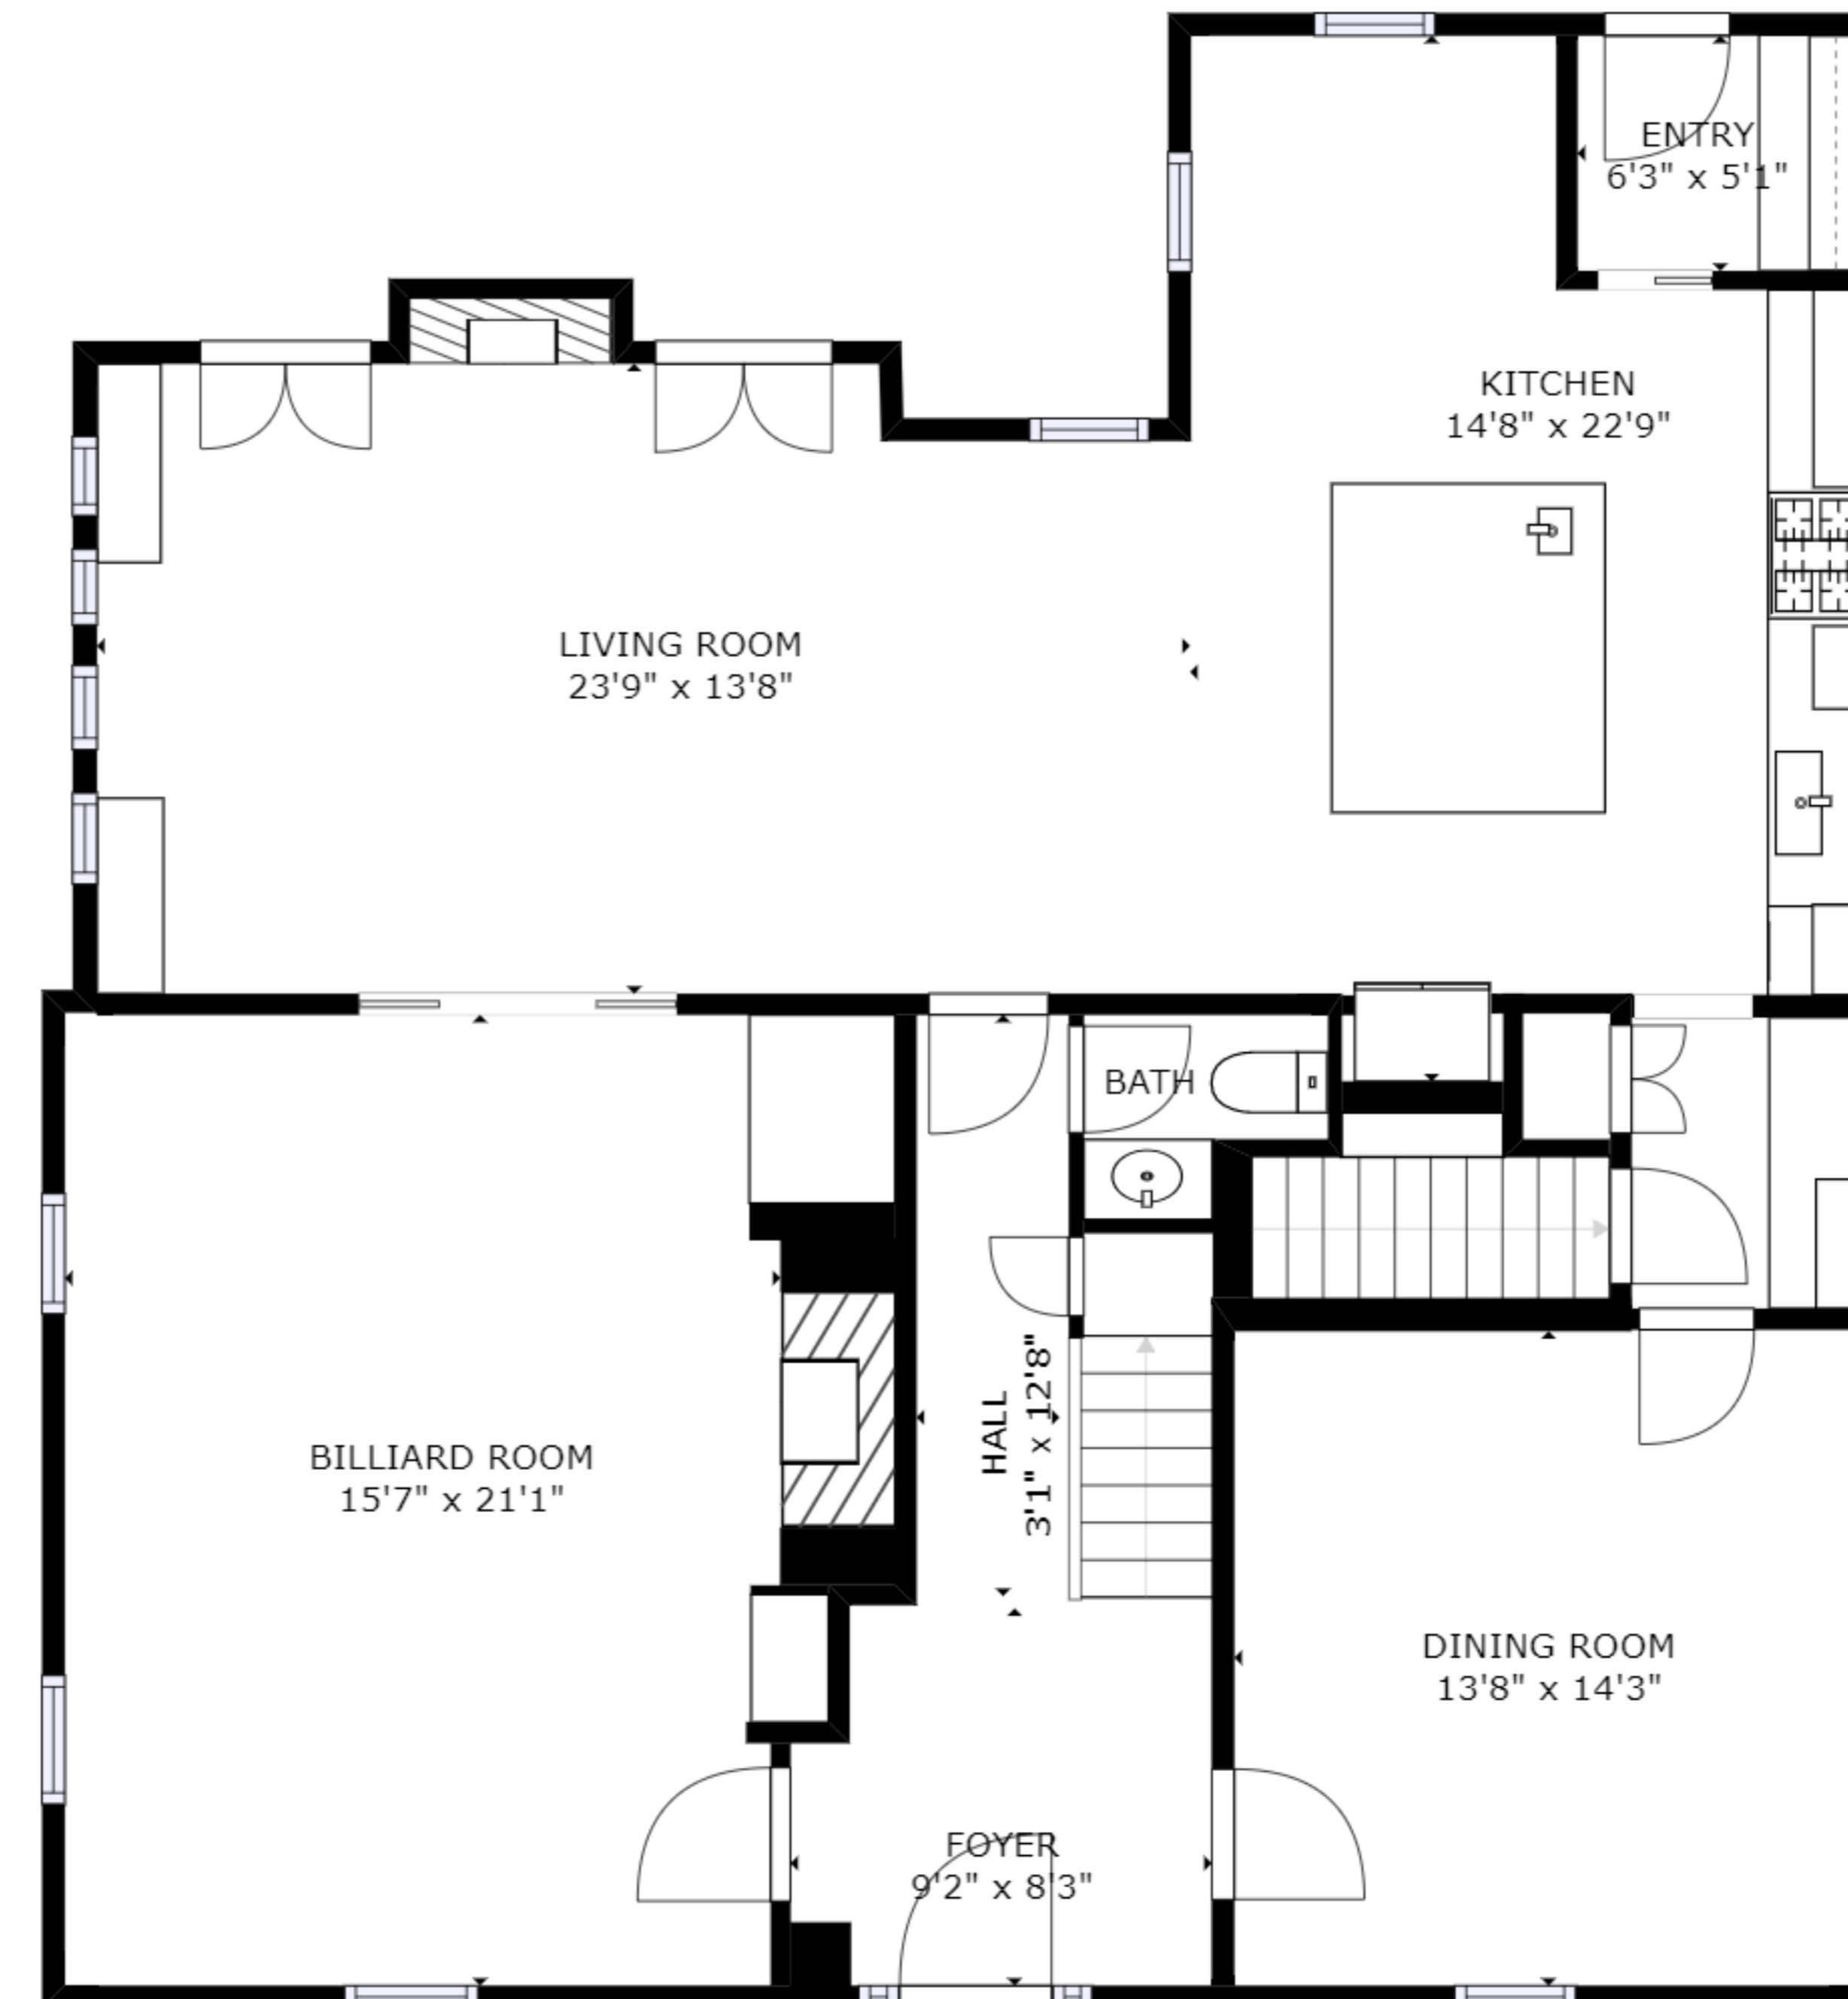 ENTRY
6'3" x 5'1"
KITCHEN
14'8" x 22'9"
LIVING ROOM
23'9" x 13'8"
BATH
HALL
3'1" x 12'8"
BILLIARD ROOM
15'7" x 21'1"
DINING ROOM
13'8" x 14'3"
FOYER
9'2" x 8'3"